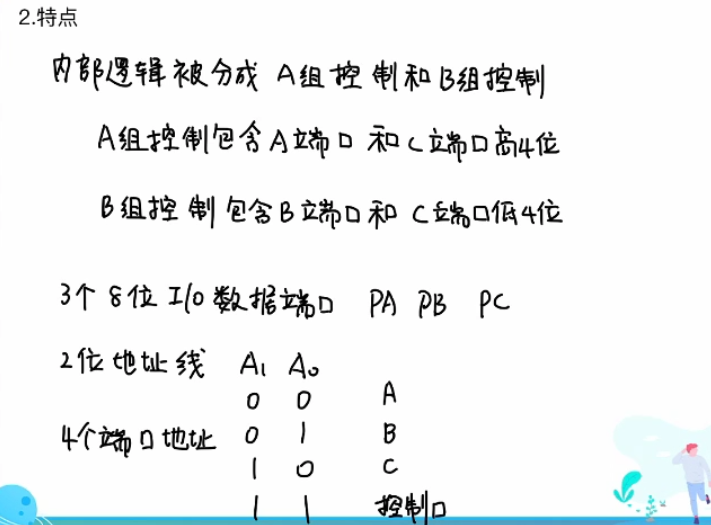 2.特点
内部逻辑被分成 A组控制和B组控制
A组控制包含A端口和C端口高4位
B组控制包含B端口和C端口低4位
3个8位I/O数据端口 PA PB PC
2位地址线 A₁ A₀
0 0 A
4个端口地址 0 1 B
1 0 C
1 1 控制口